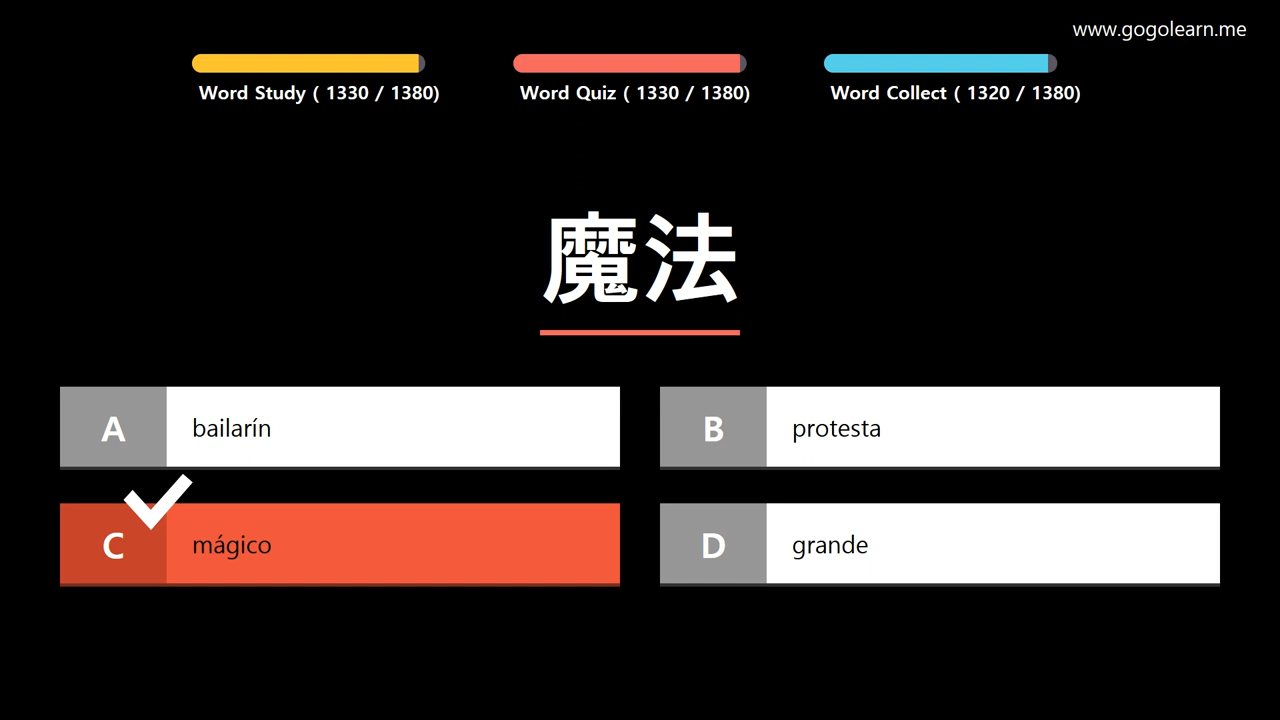 www.gogolearn.me
Word Study ( 1330 / 1380)
Word Quiz ( 1330 / 1380)
Word Collect ( 1320 / 1380)
魔法
A bailarín
B protesta
C mágico
D grande